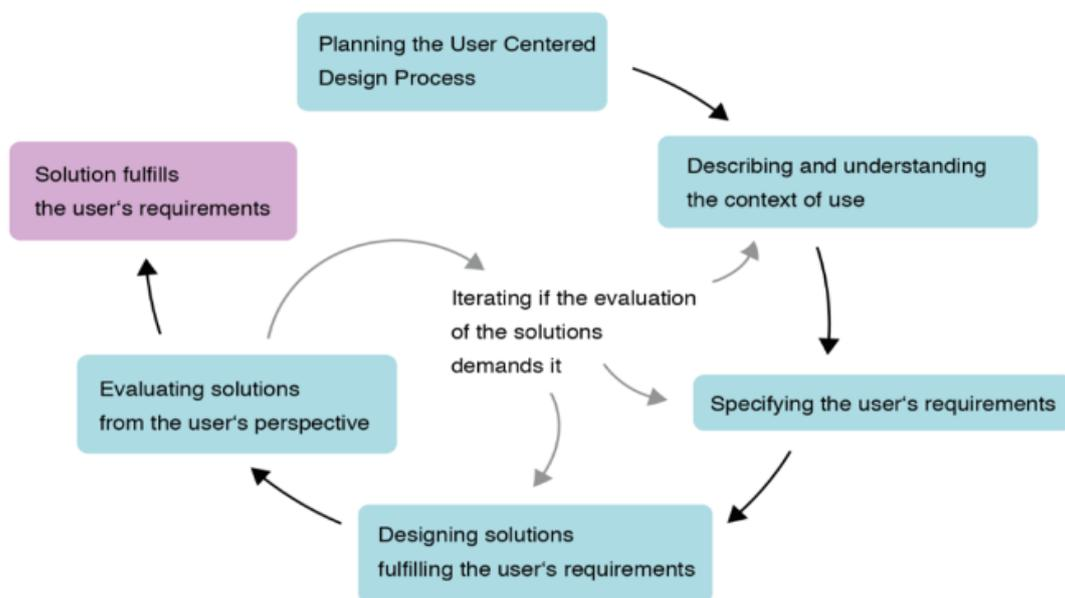 Planning the User Centered
Design Process
Describing and understanding
the context of use
Solution fulfills
the user‘s requirements
Iterating if the evaluation
of the solutions
demands it
Evaluating solutions
from the user‘s perspective
Specifying the user‘s requirements
Designing solutions
fulfilling the user‘s requirements